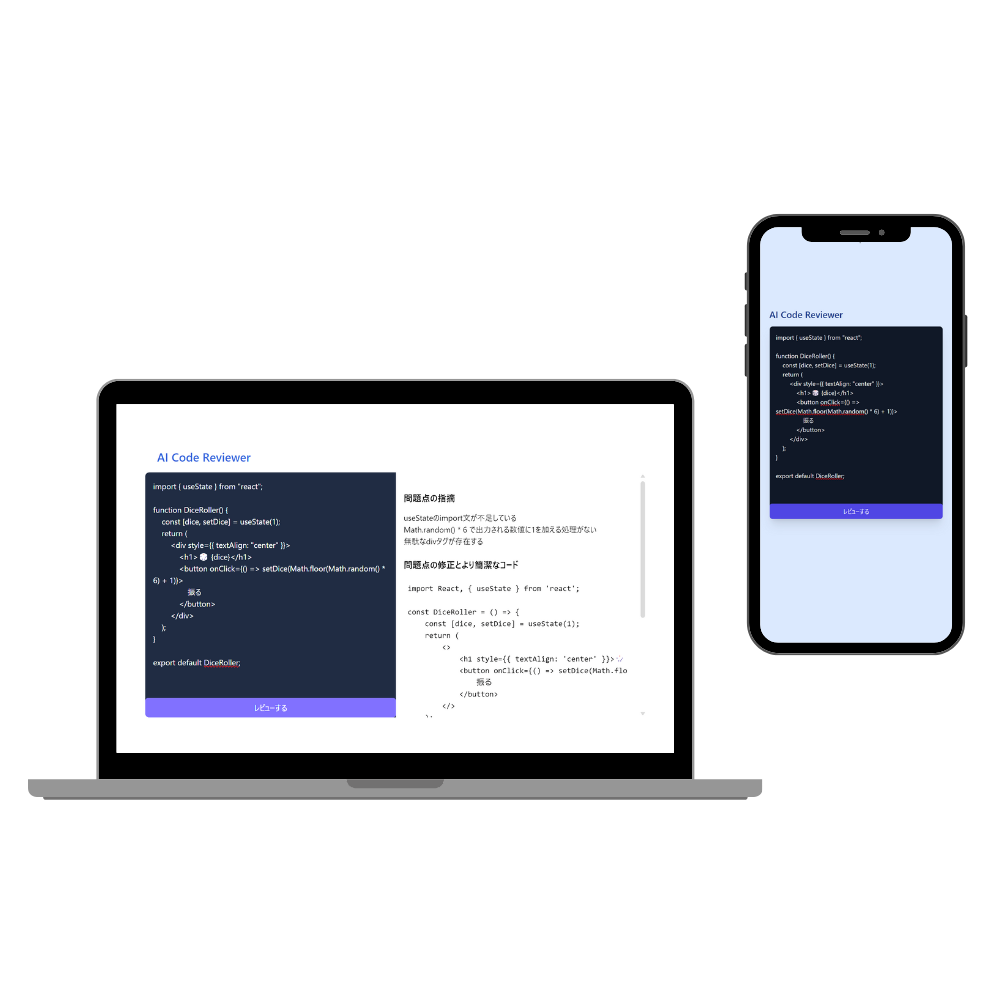 AI Code Reviewer
import { useState } from "react";
function DiceRoller() {
const [dice, setDice] = useState(1);
return (
<div style={{ textAlign: "center" }}>
<h1>🎲 {dice}</h1>
<button onClick={() => setDice(Math.floor(Math.random() *
6) + 1)}>
振る
</button>
</div>
);
}
export default DiceRoller;
レビューする
問題点の指摘
useStateのimport文が不足している
Math.random() * 6 で出力される数値に1を加える処理がない
無駄なdivタグが存在する
問題点の修正とより簡潔なコード
import React, { useState } from 'react';
const DiceRoller = () => {
const [dice, setDice] = useState(1);
return (
<>
<h1 style={{ textAlign: 'center' }}>
<button onClick={() => setDice(Math.flo
振る
</button>
</>
);
AI Code Reviewer
import { useState } from "react";
function DiceRoller() {
const [dice, setDice] = useState(1);
return (
<div style={{ textAlign: "center" }}>
<h1>🎲 {dice}</h1>
<button onClick={() =>
setDice(Math.floor(Math.random() * 6) + 1)}>
振る
</button>
</div>
);
}
export default DiceRoller;
レビューする